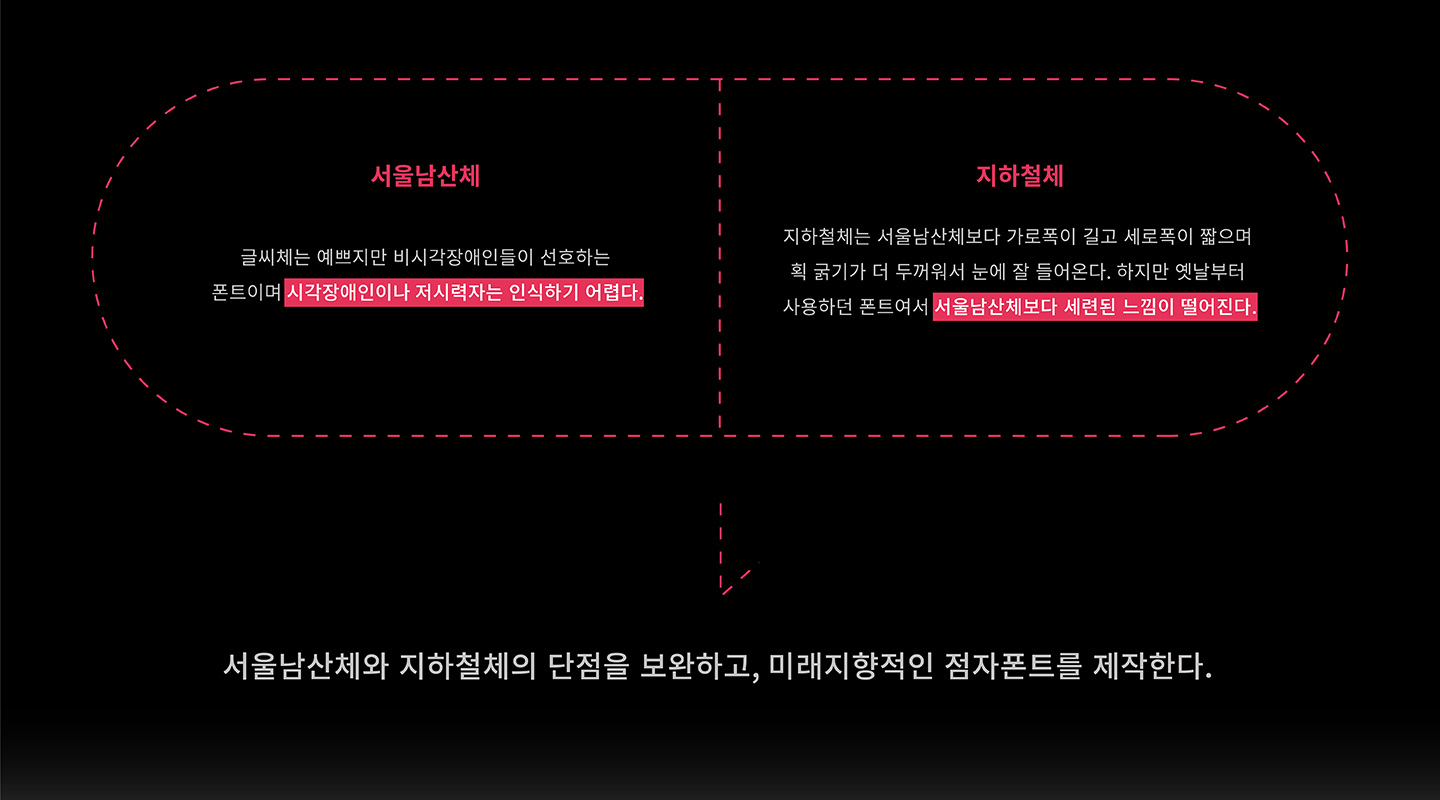 서울남산체
글씨체는 예쁘지만 비시각장애인들이 선호하는
폰트이며 시각장애인이나 저시력자는 인식하기 어렵다.
지하철체
지하철체는 서울남산체보다 가로폭이 길고 세로폭이 짧으며
획 굵기가 더 두꺼워서 눈에 잘 들어온다. 하지만 옛날부터
사용하던 폰트여서 서울남산체보다 세련된 느낌이 떨어진다.
서울남산체와 지하철체의 단점을 보완하고, 미래지향적인 점자폰트를 제작한다.